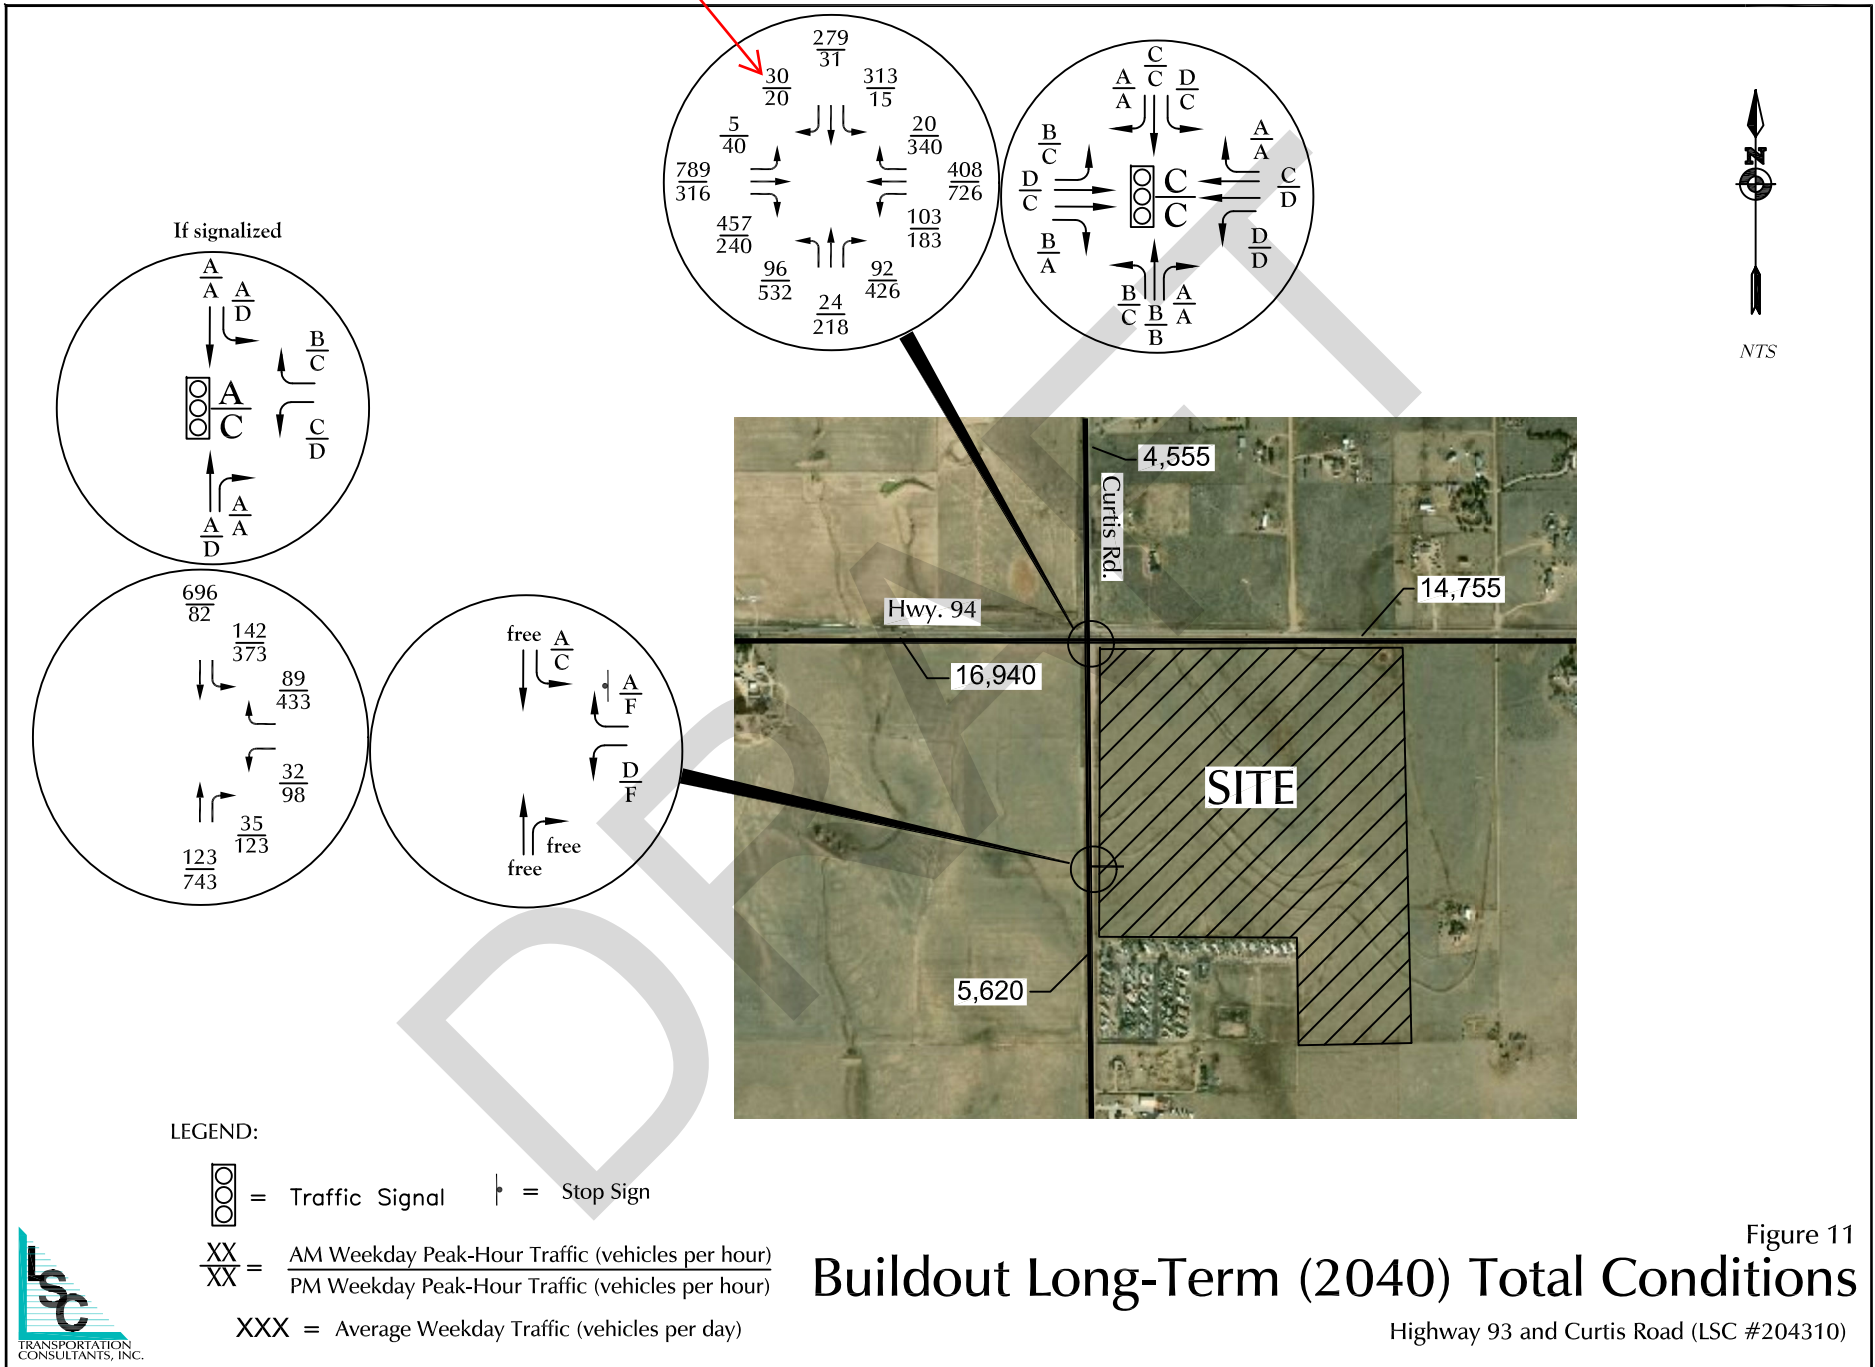 279
31
30
20
313
15
5
40
20
340
789
316
408
726
457
240
103
183
96
532
92
426
24
218
C
C
A
A
D
C
B
C
A
A
D
C
C
C
C
D
B
A
D
D
B
C
B
B
A
A
N
NTS
If signalized
A
A
A
D
B
C
A
C
C
D
A
D
A
A
696
82
142
373
89
433
32
98
35
123
123
743
free
A
C
A
F
D
F
free
free
4,555
Curtis Rd.
14,755
Hwy. 94
16,940
SITE
5,620
DRAFT
LEGEND:
= Traffic Signal
= Stop Sign
XX
XX
=
AM Weekday Peak-Hour Traffic (vehicles per hour)
PM Weekday Peak-Hour Traffic (vehicles per hour)
XXX = Average Weekday Traffic (vehicles per day)
LSC
TRANSPORTATION
CONSULTANTS, INC.
Figure 11
Buildout Long-Term (2040) Total Conditions
Highway 93 and Curtis Road (LSC #204310)